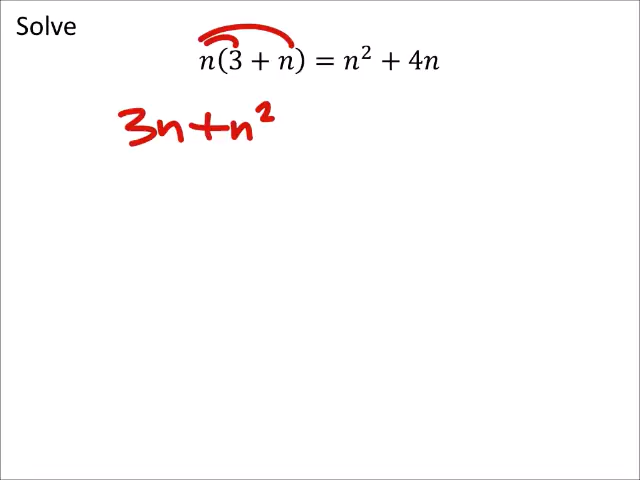 Solve
n(3 + n) = n² + 4n
3n + n²